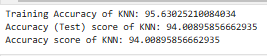 Training Accuracy of KNN: 95.63025210084034
Accuracy (Test) score of KNN: 94.00895856662935
Accuracy score of KNN: 94.00895856662935